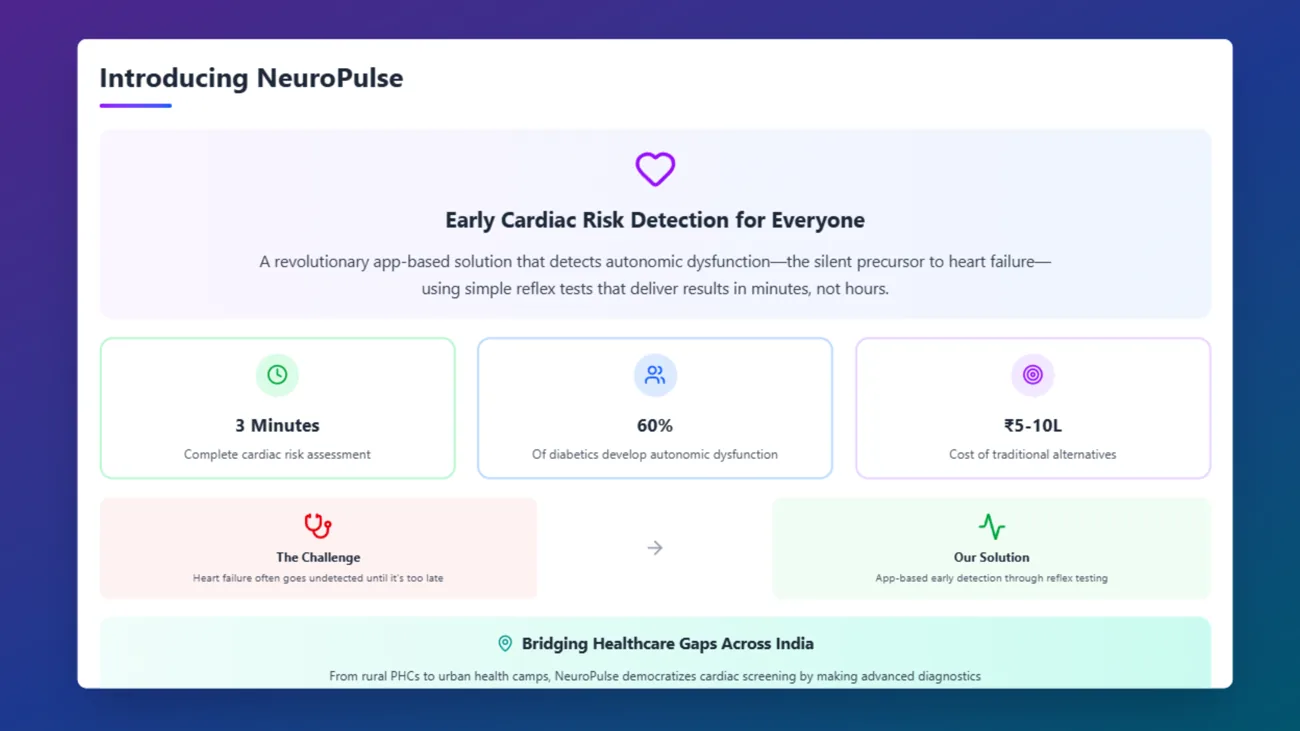 Introducing NeuroPulse
Early Cardiac Risk Detection for Everyone
A revolutionary app-based solution that detects autonomic dysfunction—the silent precursor to heart failure—
using simple reflex tests that deliver results in minutes, not hours.
3 Minutes
Complete cardiac risk assessment
60%
Of diabetics develop autonomic dysfunction
₹5-10L
Cost of traditional alternatives
The Challenge
Heart failure often goes undetected until it's too late
Our Solution
App-based early detection through reflex testing
Bridging Healthcare Gaps Across India
From rural PHCs to urban health camps, NeuroPulse democratizes cardiac screening by making advanced diagnostics